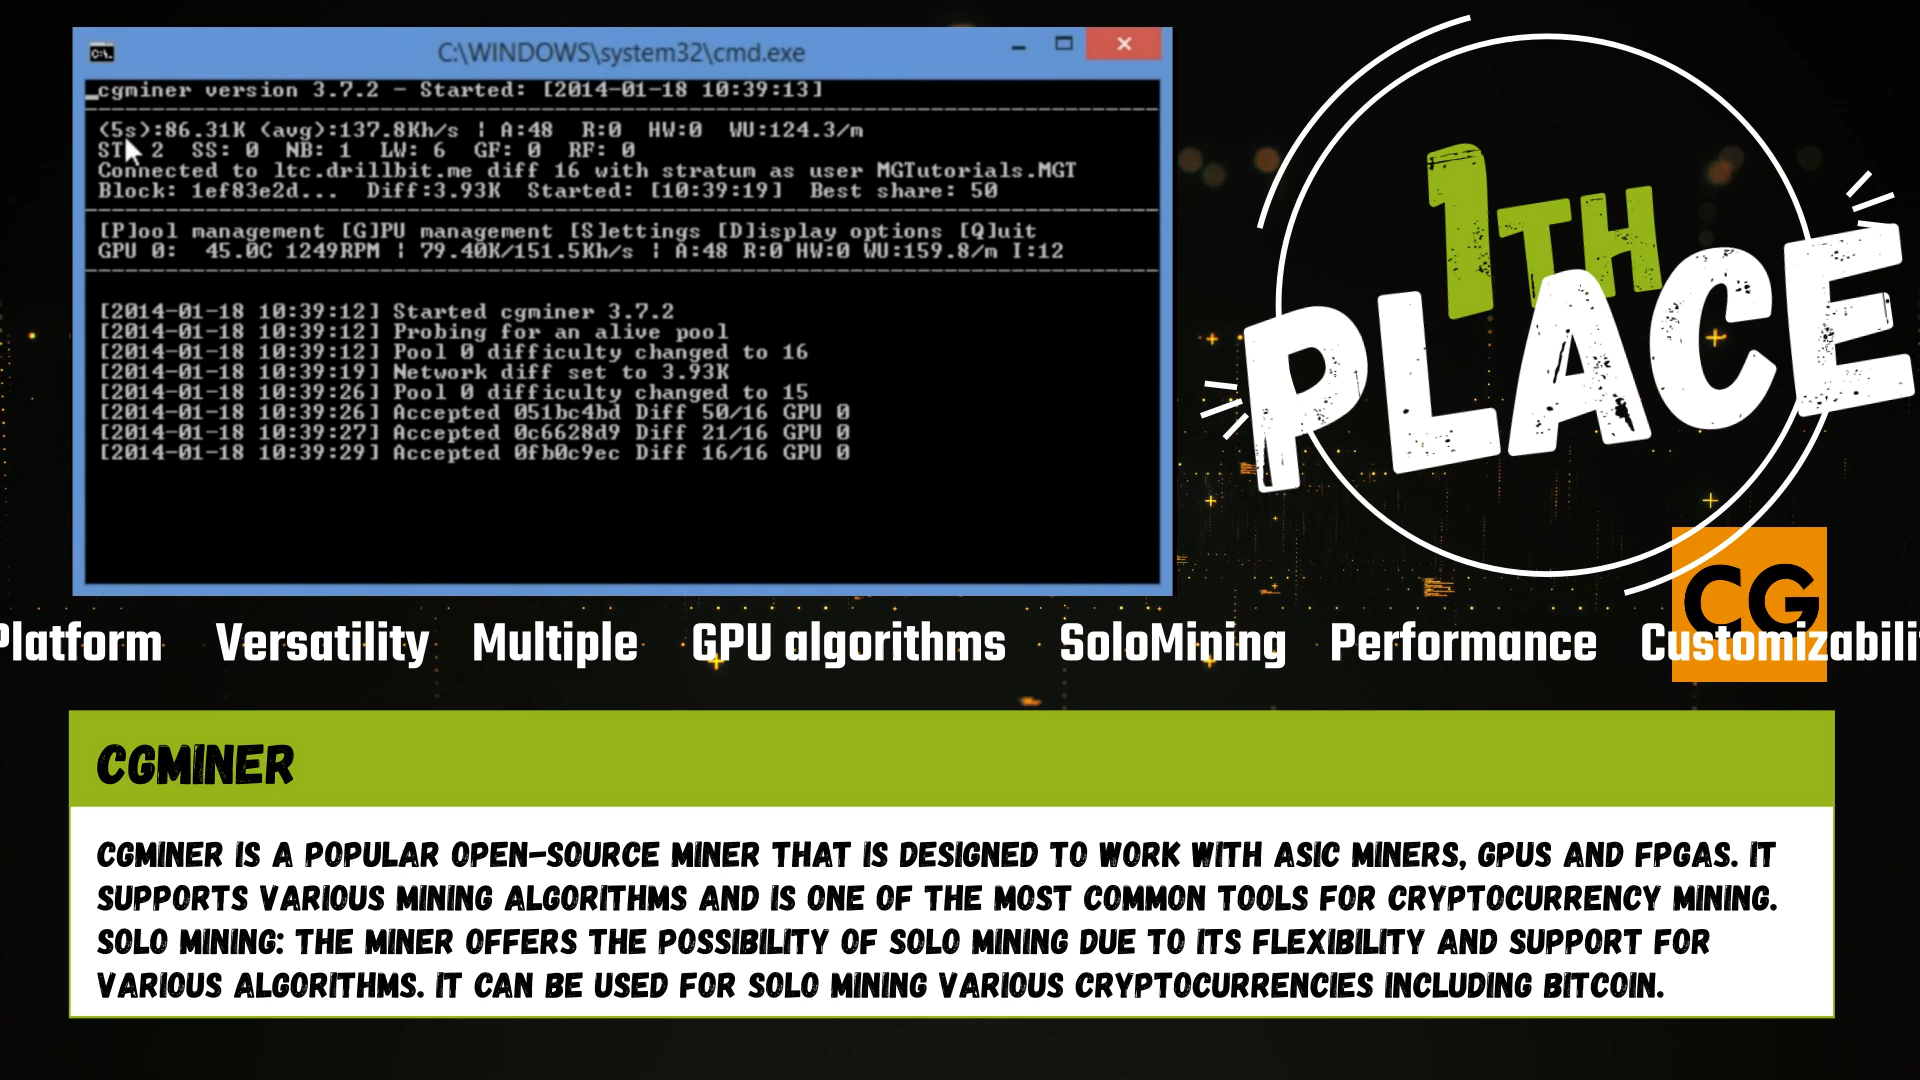 C:\WINDOWS\system32\cmd.exe
cgminer version 3.7.2 - Started: [2014-01-18 10:39:13]
(5s):86.31K (avg):137.8Kh/s | A:48 R:0 HW:0 WU:124.3/m
ST: 2 SS: 0 NB: 1 LW: 6 GF: 0 RF: 0
Connected to ltc.drillbit.me diff 16 with stratum as user MGTutorials.MGT
Block: 1ef83e2d... Diff:3.93K Started: [10:39:19] Best share: 50
[P]ool management [G]PU management [S]ettings [D]isplay options [Q]uit
GPU 0: 45.0C 1249RPM | 79.40K/151.5Kh/s | A:48 R:0 HW:0 WU:159.8/m I:12
[2014-01-18 10:39:12] Started cgminer 3.7.2
[2014-01-18 10:39:12] Probing for an alive pool
[2014-01-18 10:39:12] Pool 0 difficulty changed to 16
[2014-01-18 10:39:19] Network diff set to 3.93K
[2014-01-18 10:39:26] Pool 0 difficulty changed to 15
[2014-01-18 10:39:26] Accepted 051bc4bd Diff 50/16 GPU 0
[2014-01-18 10:39:27] Accepted 0c6628d9 Diff 21/16 GPU 0
[2014-01-18 10:39:29] Accepted 0fb0c9ec Diff 16/16 GPU 0
1TH
PLACE
CG
Platform Versatility Multiple GPU algorithms SoloMining Performance Customizabili
CGMINER
CGMINER IS A POPULAR OPEN-SOURCE MINER THAT IS DESIGNED TO WORK WITH ASIC MINERS, GPUS AND FPGAS. IT
SUPPORTS VARIOUS MINING ALGORITHMS AND IS ONE OF THE MOST COMMON TOOLS FOR CRYPTOCURRENCY MINING.
SOLO MINING: THE MINER OFFERS THE POSSIBILITY OF SOLO MINING DUE TO ITS FLEXIBILITY AND SUPPORT FOR
VARIOUS ALGORITHMS. IT CAN BE USED FOR SOLO MINING VARIOUS CRYPTOCURRENCIES INCLUDING BITCOIN.